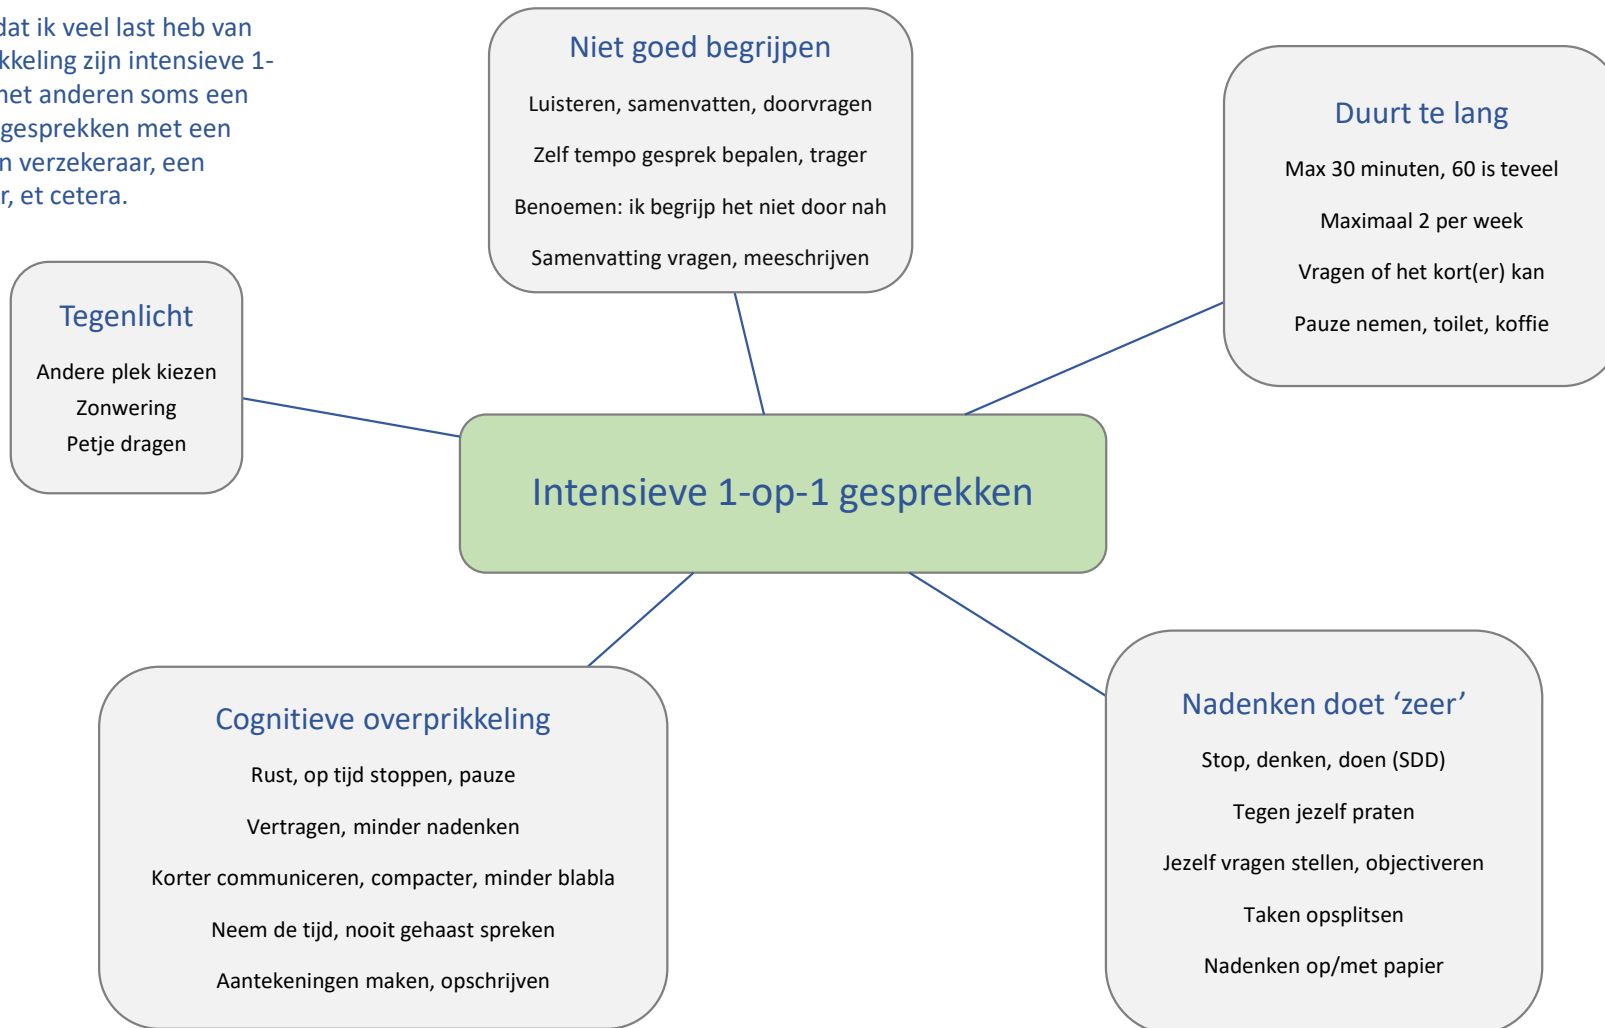 dat ik veel last heb van
kkeling zijn intensieve 1-
met anderen soms een
gesprekken met een
n verzekeraar, een
r, et cetera.
Niet goed begrijpen
Luisteren, samenvatten, doorvragen
Zelf tempo gesprek bepalen, trager
Benoemen: ik begrijp het niet door nah
Samenvatting vragen, meeschrijven
Duurt te lang
Max 30 minuten, 60 is teveel
Maximaal 2 per week
Vragen of het kort(er) kan
Pauze nemen, toilet, koffie
Tegenlicht
Andere plek kiezen
Zonwering
Petje dragen
Intensieve 1-op-1 gesprekken
Cognitieve overprikkeling
Rust, op tijd stoppen, pauze
Vertragen, minder nadenken
Korter communiceren, compacter, minder blabla
Neem de tijd, nooit gehaast spreken
Aantekeningen maken, opschrijven
Nadenken doet ‘zeer’
Stop, denken, doen (SDD)
Tegen jezelf praten
Jezelf vragen stellen, objectiveren
Taken opsplitsen
Nadenken op/met papier